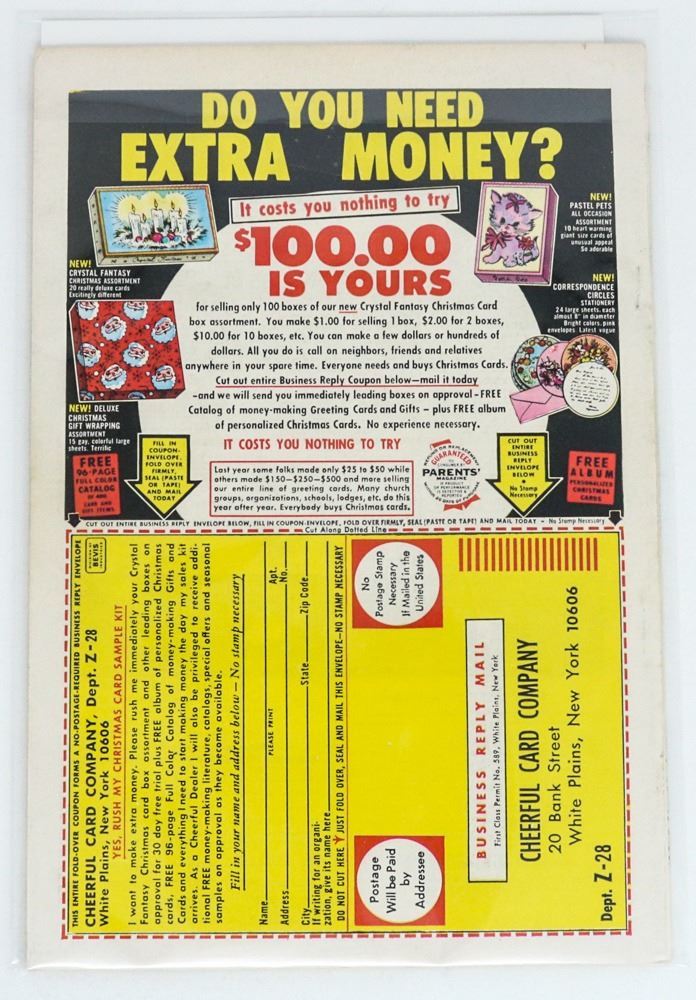 DO YOU NEED
EXTRA MONEY?
It costs you nothing to try
$100.00
IS YOURS
NEW!
CRYSTAL FANTASY
CHRISTMAS ASSORTMENT
20 really deluxe cards
Excitingly different
NEW!
PASTEL PETS
ALL OCCASION
ASSORTMENT
10 heart warming
giant size cards of
unusual appeal
So adorable
NEW!
CORRESPONDENCE
CIRCLES
STATIONERY
24 large sheets, each
almost 8" in diameter
Bright colors, pink
envelopes Latest vogue
NEW! DELUXE
CHRISTMAS
GIFT WRAPPING
ASSORTMENT
15 gay, colorful large
sheets. Terrific
for selling only 100 boxes of our new Crystal Fantasy Christmas Card
box assortment. You make $1.00 for selling 1 box, $2.00 for 2 boxes,
$10.00 for 10 boxes, etc. You can make a few dollars or hundreds of
dollars. All you do is call on neighbors, friends and relatives
anywhere in your spare time. Everyone needs and buys Christmas Cards.
Cut out entire Business Reply Coupon below—mail it today
-and we will send you immediately leading boxes on approval - FREE
Catalog of money-making Greeting Cards and Gifts - plus FREE album
of personalized Christmas Cards. No experience necessary.
IT COSTS YOU NOTHING TO TRY
Last year some folks made only $25 to $50 while
others made $150-$250-$500 and more selling
our entire line of greeting cards. Many church
groups, organizations, schools, lodges, etc. do this
year after year. Everybody buys Christmas cards.
FREE
96-PAGE
FULL COLOR
CATALOG
OF 400
CARD AND
GIFT ITEMS
FILL IN
COUPON-
ENVELOPE,
FOLD OVER
FIRMLY,
SEAL (PASTE
OR TAPE)
AND MAIL
TODAY
GUARANTEED
PARENTS'
MAGAZINE
CUT OUT
ENTIRE
BUSINESS
REPLY
ENVELOPE
BELOW
No Stamp
Necessary
FREE
ALBUM
PERSONALIZED
CHRISTMAS
CARDS
CUT OUT ENTIRE BUSINESS REPLY ENVELOPE BELOW, FILL IN COUPON-ENVELOPE, FOLD OVER FIRMLY, SEAL (PASTE OR TAPE) AND MAIL TODAY - No Stamp Necessary
Cut Along Dotted Line
THIS ENTIRE FOLD-OVER COUPON FORMS A NO-POSTAGE-REQUIRED BUSINESS REPLY ENVELOPE
CHEERFUL CARD COMPANY, Dept. Z-28
White Plains, New York 10606
BEVIS
YES, RUSH MY CHRISTMAS CARD SAMPLE KIT
I want to make extra money. Please rush me immediately your Crystal
Fantasy Christmas card box assortment and other leading boxes on
approval for 30 day free trial plus FREE album of personalized Christmas
cards, FREE 96-page Full Color Catalog of money-making Gifts and
Cards and everything I need to start making money the day my sales kit
arrives. As a Cheerful Dealer I will also be privileged to receive addi-
tional FREE money-making literature, catalogs, special offers and seasonal
samples on approval as they become available.
Fill in your name and address below — No stamp necessary
Name
PLEASE PRINT
Address
Apt. No.
City
State
Zip Code
If writing for an organi-
zation, give its name here
DO NOT CUT HERE JUST FOLD OVER, SEAL AND MAIL THIS ENVELOPE—NO STAMP NECESSARY
No
Postage Stamp
Necessary
If Mailed in the
United States
Postage
Will be Paid
by
Addressee
BUSINESS REPLY MAIL
First Class Permit No. 589, White Plains, New York
CHEERFUL CARD COMPANY
20 Bank Street
White Plains, New York 10606
Dept. Z-28